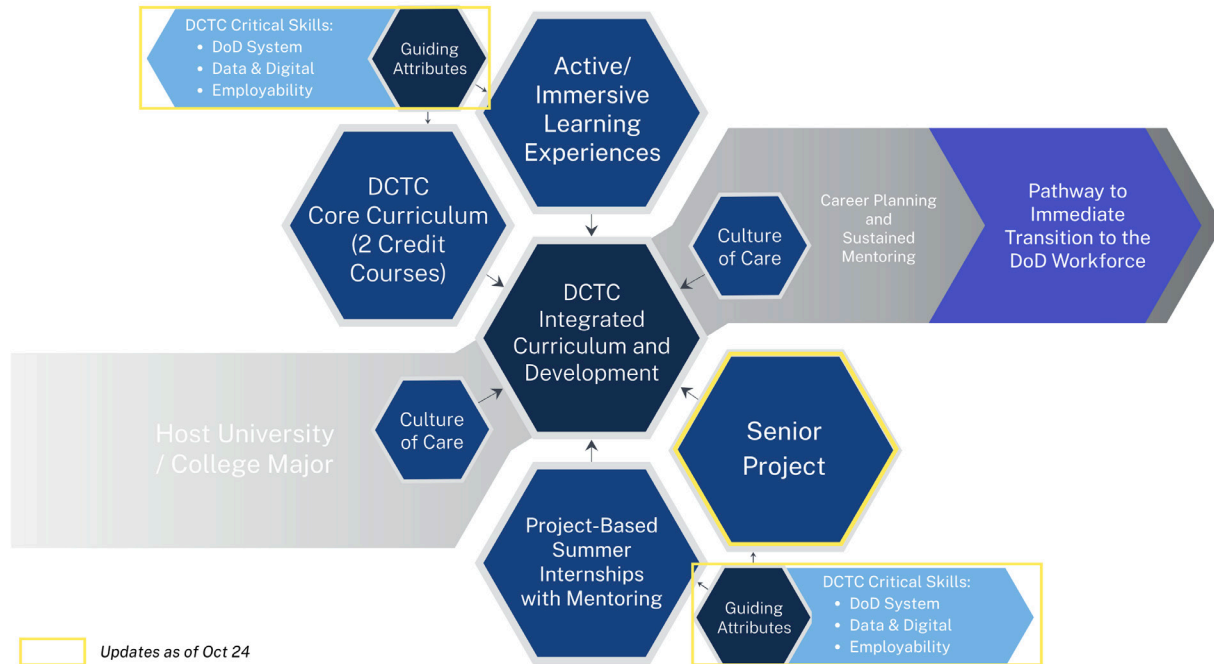 DCTC Critical Skills:
• DoD System
• Data & Digital
• Employability
Guiding
Attributes
Active/
Immersive
Learning
Experiences
DCTC
Core Curriculum
(2 Credit
Courses)
Culture
of Care
Career Planning
and
Sustained
Mentoring
Pathway to
Immediate
Transition to the
DoD Workforce
DCTC
Integrated
Curriculum and
Development
Host University
/ College Major
Culture
of Care
Senior
Project
Project-Based
Summer
Internships
with Mentoring
Guiding
Attributes
DCTC Critical Skills:
• DoD System
• Data & Digital
• Employability
Updates as of Oct 24